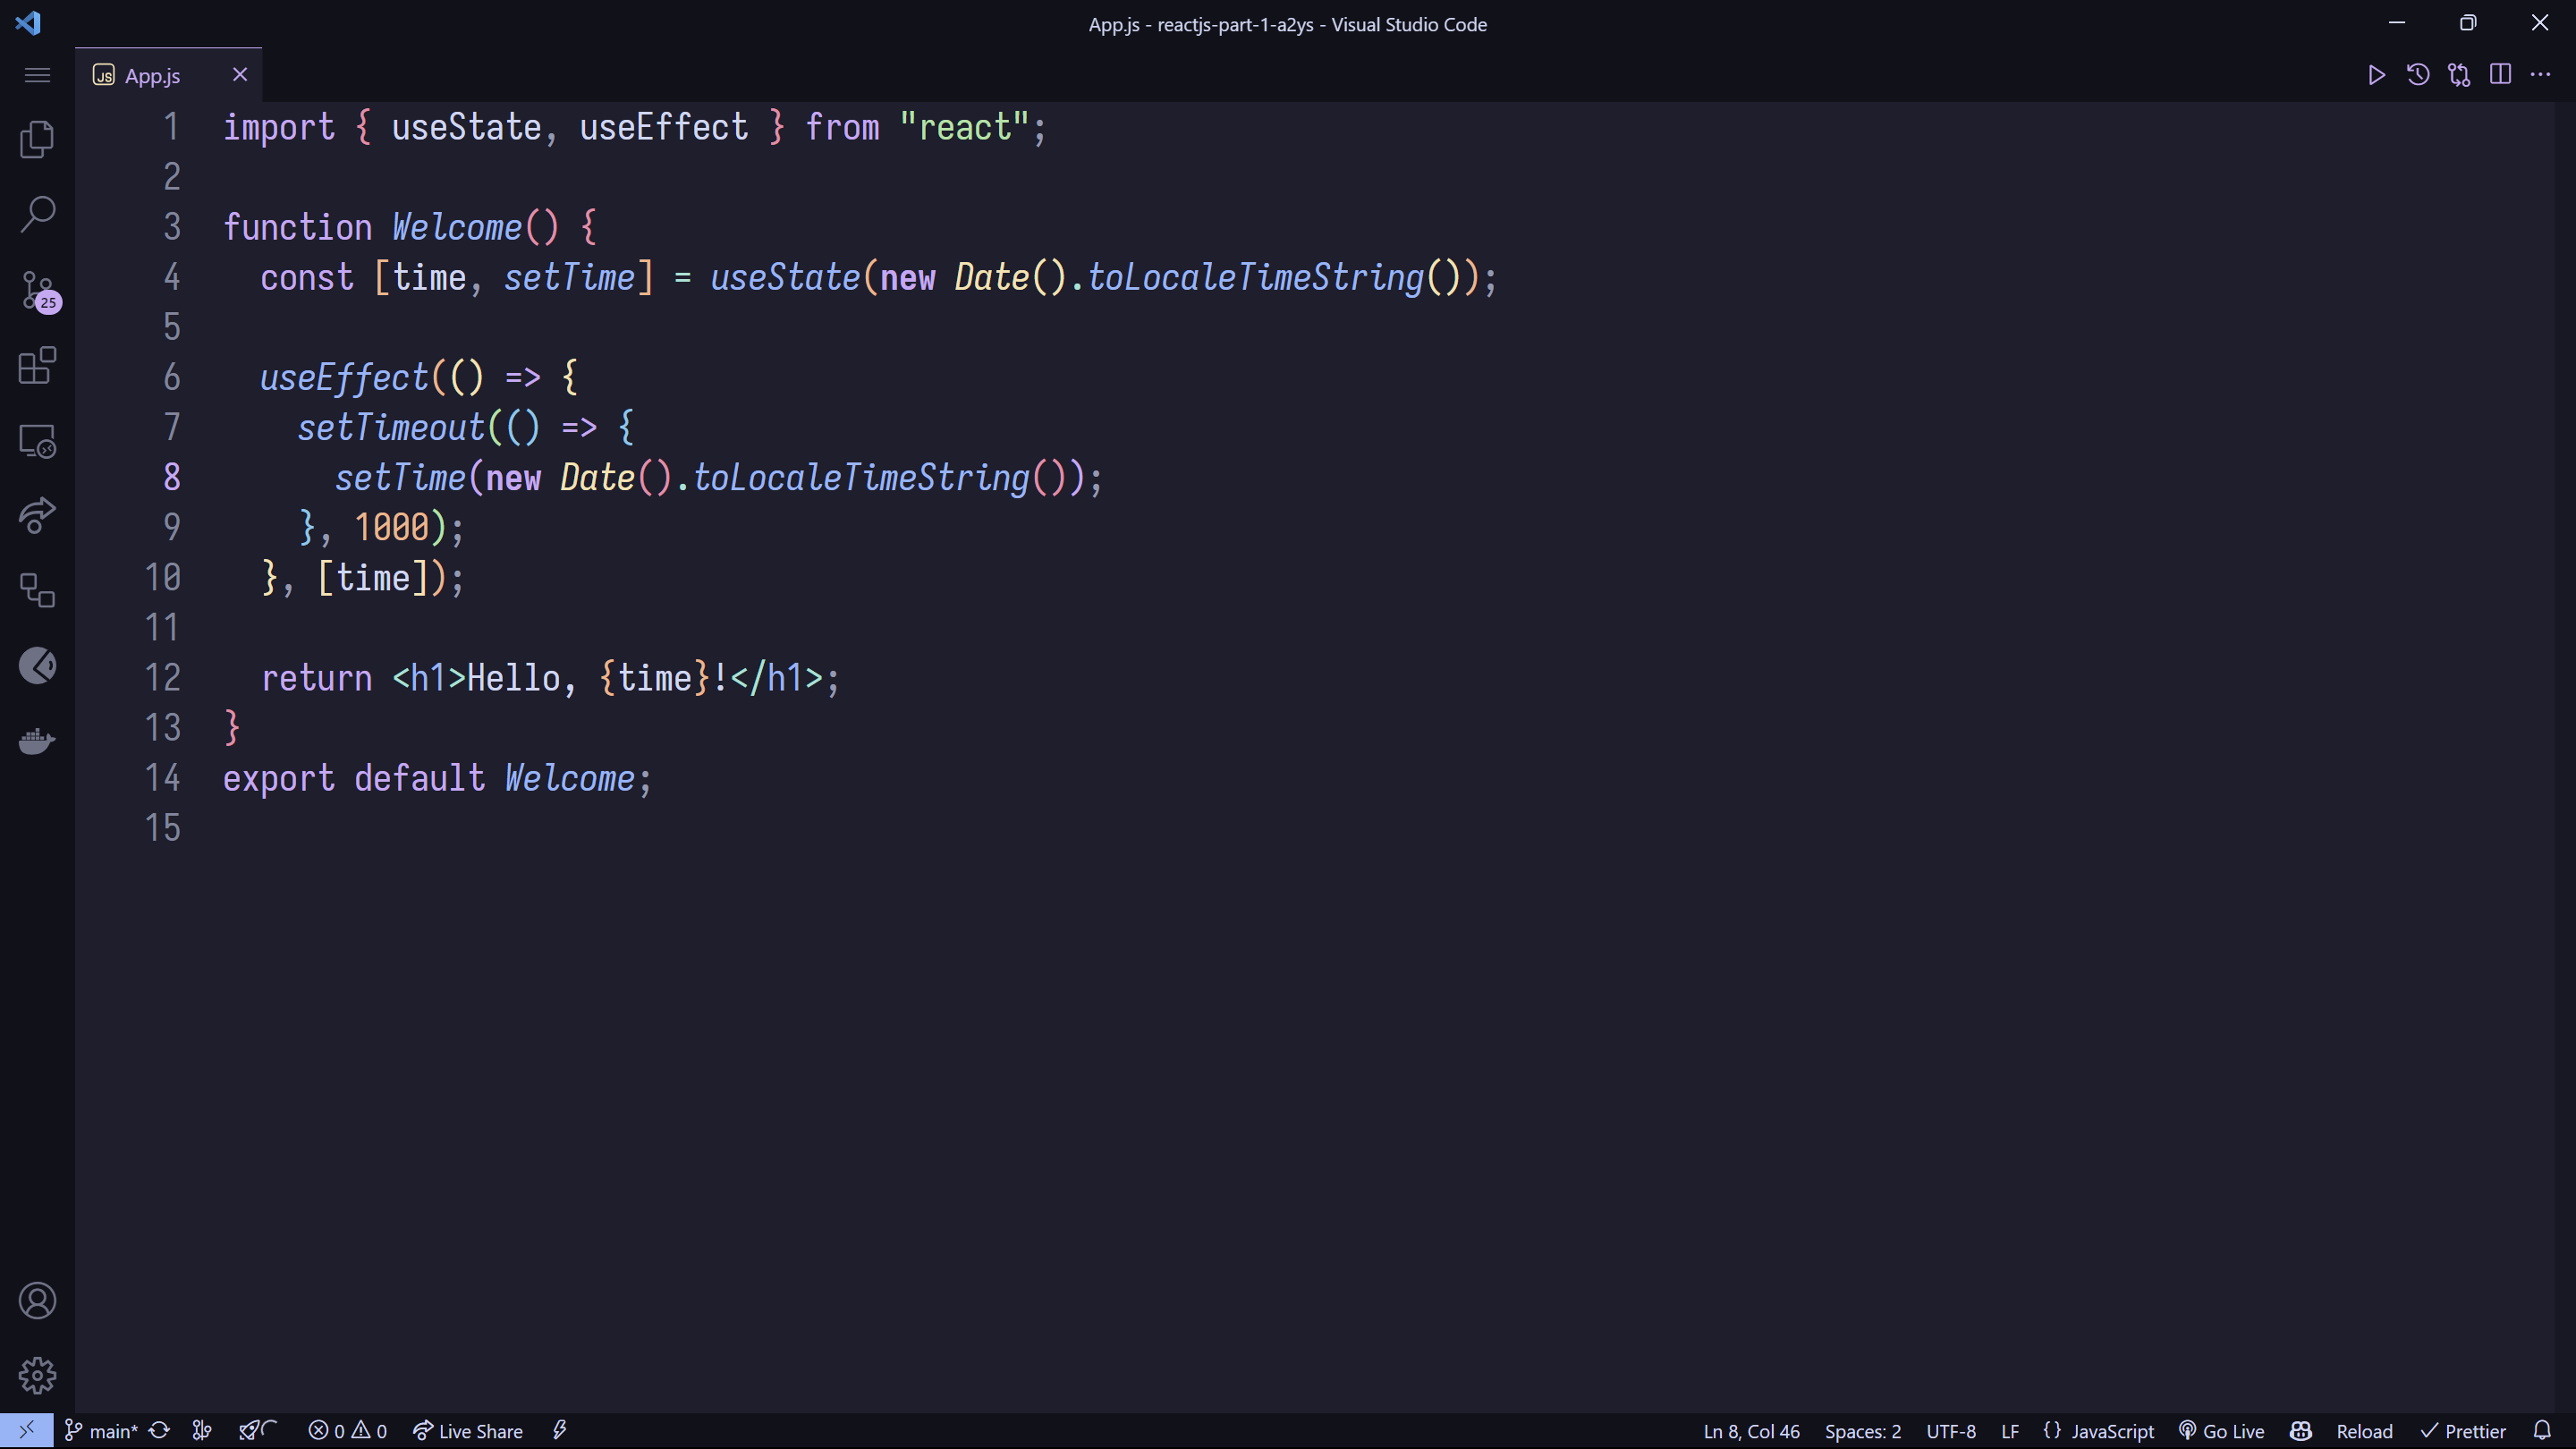 App.js - reactjs-part-1-a2ys - Visual Studio Code
JS App.js
1 import { useState, useEffect } from "react";
2
3 function Welcome() {
4   const [time, setTime] = useState(new Date().toLocaleTimeString());
5
6   useEffect(() => {
7     setTimeout(() => {
8       setTime(new Date().toLocaleTimeString());
9     }, 1000);
10   }, [time]);
11
12   return <h1>Hello, {time}!</h1>;
13 }
14 export default Welcome;
15
25
main* 0 0 Live Share Ln 8, Col 46 Spaces: 2 UTF-8 LF {} JavaScript Go Live Reload Prettier